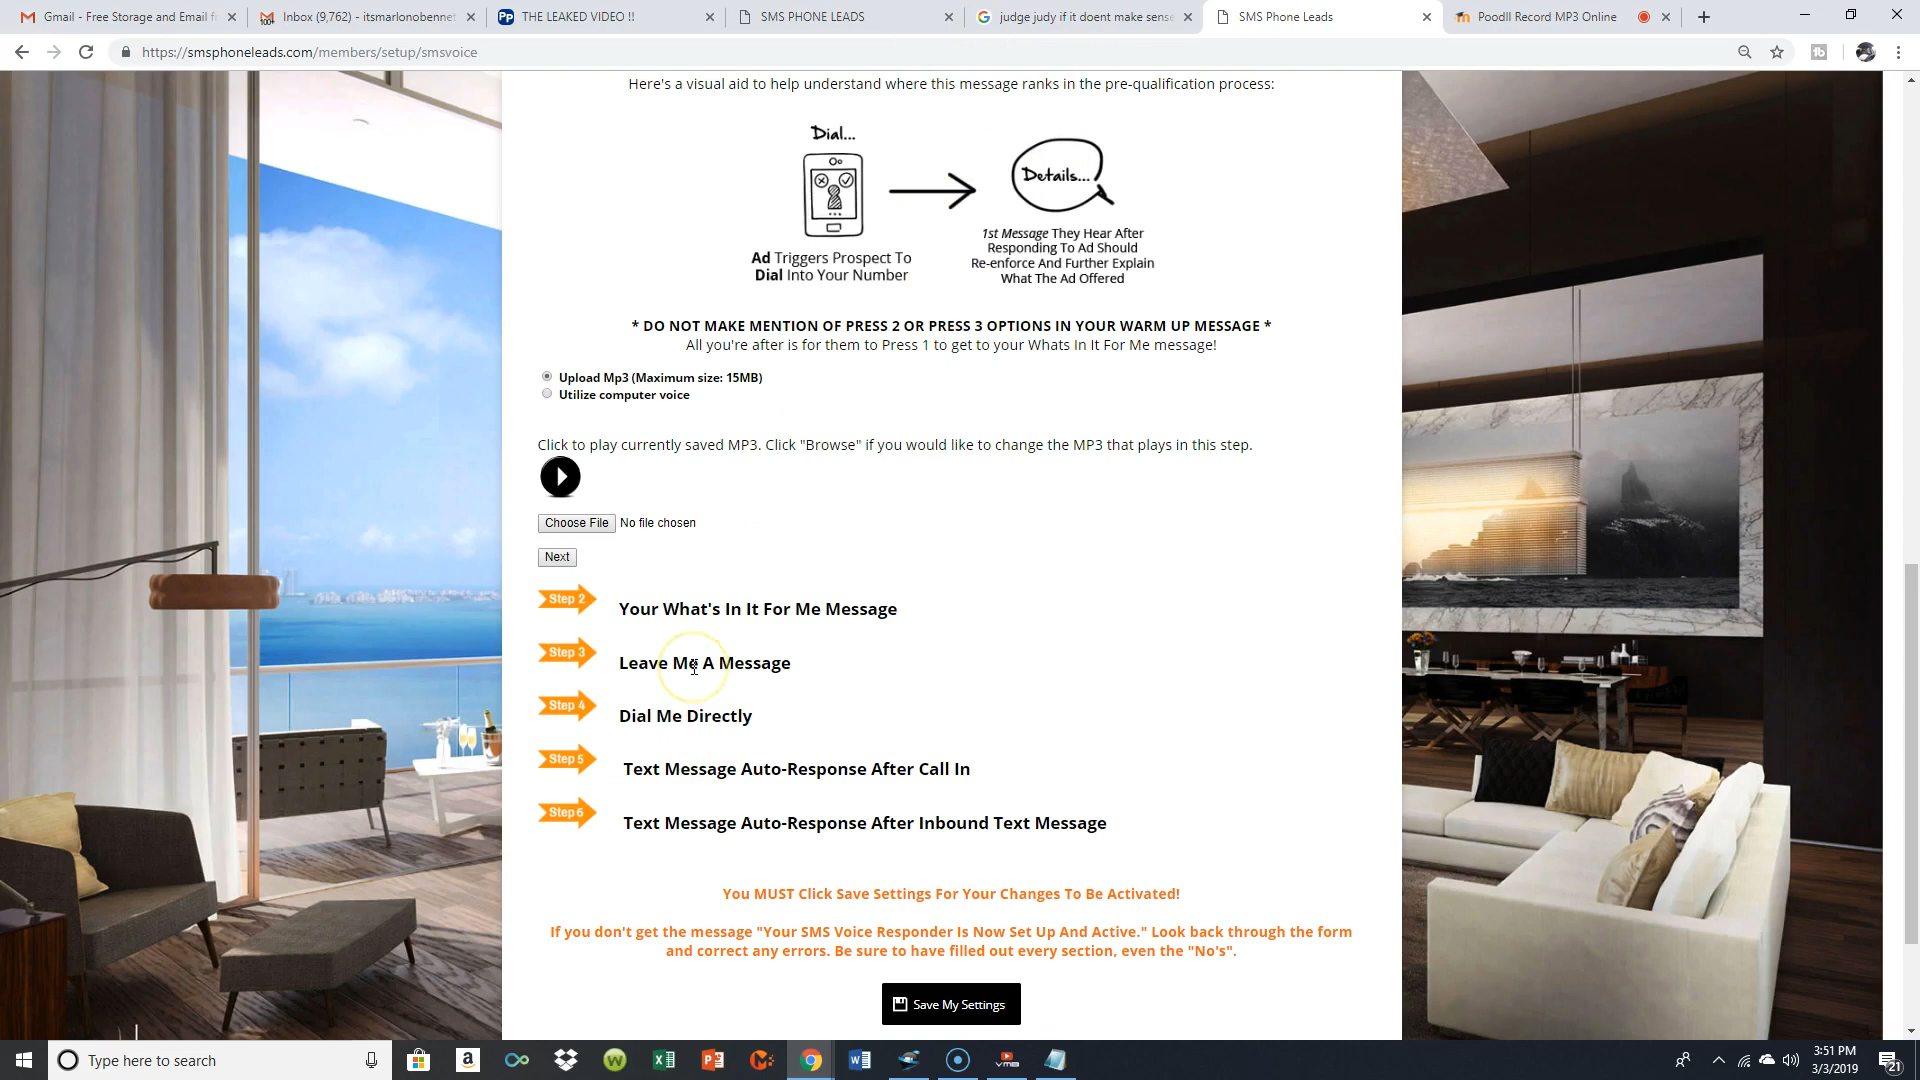 Gmail - Free Storage and Email f
Inbox (9,762) - itsmarlonobennet
THE LEAKED VIDEO !!
SMS PHONE LEADS
judge judy if it doent make sense
SMS Phone Leads
Poodll Record MP3 Online
https://smsphoneleads.com/members/setup/smsvoice
Here's a visual aid to help understand where this message ranks in the pre-qualification process:
Dial...
Details...
Ad Triggers Prospect To
Dial Into Your Number
1st Message They Hear After
Responding To Ad Should
Re-enforce And Further Explain
What The Ad Offered
* DO NOT MAKE MENTION OF PRESS 2 OR PRESS 3 OPTIONS IN YOUR WARM UP MESSAGE *
All you're after is for them to Press 1 to get to your Whats In It For Me message!
Upload Mp3 (Maximum size: 15MB)
Utilize computer voice
Click to play currently saved MP3. Click "Browse" if you would like to change the MP3 that plays in this step.
Choose File No file chosen
Next
Step 2 Your What's In It For Me Message
Step 3 Leave Me A Message
Step 4 Dial Me Directly
Step 5 Text Message Auto-Response After Call In
Step 6 Text Message Auto-Response After Inbound Text Message
You MUST Click Save Settings For Your Changes To Be Activated!
If you don't get the message "Your SMS Voice Responder Is Now Set Up And Active." Look back through the form
and correct any errors. Be sure to have filled out every section, even the "No's".
Save My Settings
Type here to search
3:51 PM
3/3/2019
21